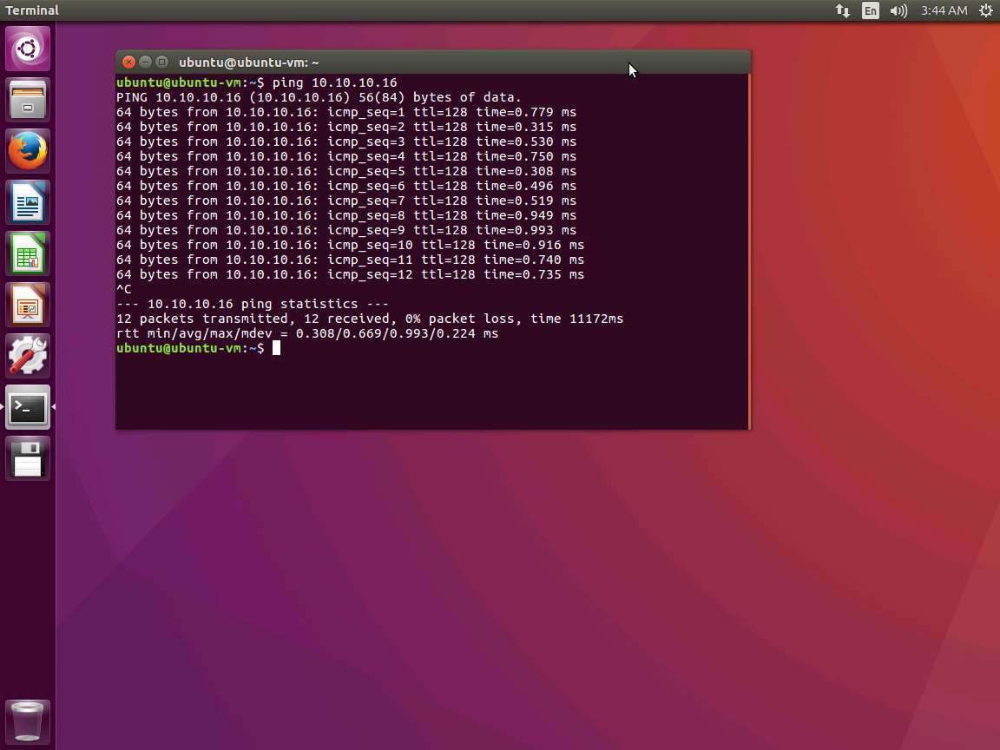 Terminal
En
3:44 AM
ubuntu@ubuntu-vm: ~
ubuntu@ubuntu-vm:~$ ping 10.10.10.16
PING 10.10.10.16 (10.10.10.16) 56(84) bytes of data.
64 bytes from 10.10.10.16: icmp_seq=1 ttl=128 time=0.779 ms
64 bytes from 10.10.10.16: icmp_seq=2 ttl=128 time=0.315 ms
64 bytes from 10.10.10.16: icmp_seq=3 ttl=128 time=0.530 ms
64 bytes from 10.10.10.16: icmp_seq=4 ttl=128 time=0.750 ms
64 bytes from 10.10.10.16: icmp_seq=5 ttl=128 time=0.308 ms
64 bytes from 10.10.10.16: icmp_seq=6 ttl=128 time=0.496 ms
64 bytes from 10.10.10.16: icmp_seq=7 ttl=128 time=0.519 ms
64 bytes from 10.10.10.16: icmp_seq=8 ttl=128 time=0.949 ms
64 bytes from 10.10.10.16: icmp_seq=9 ttl=128 time=0.993 ms
64 bytes from 10.10.10.16: icmp_seq=10 ttl=128 time=0.916 ms
64 bytes from 10.10.10.16: icmp_seq=11 ttl=128 time=0.740 ms
64 bytes from 10.10.10.16: icmp_seq=12 ttl=128 time=0.735 ms
^C
--- 10.10.10.16 ping statistics ---
12 packets transmitted, 12 received, 0% packet loss, time 11172ms
rtt min/avg/max/mdev = 0.308/0.669/0.993/0.224 ms
ubuntu@ubuntu-vm:~$
>_